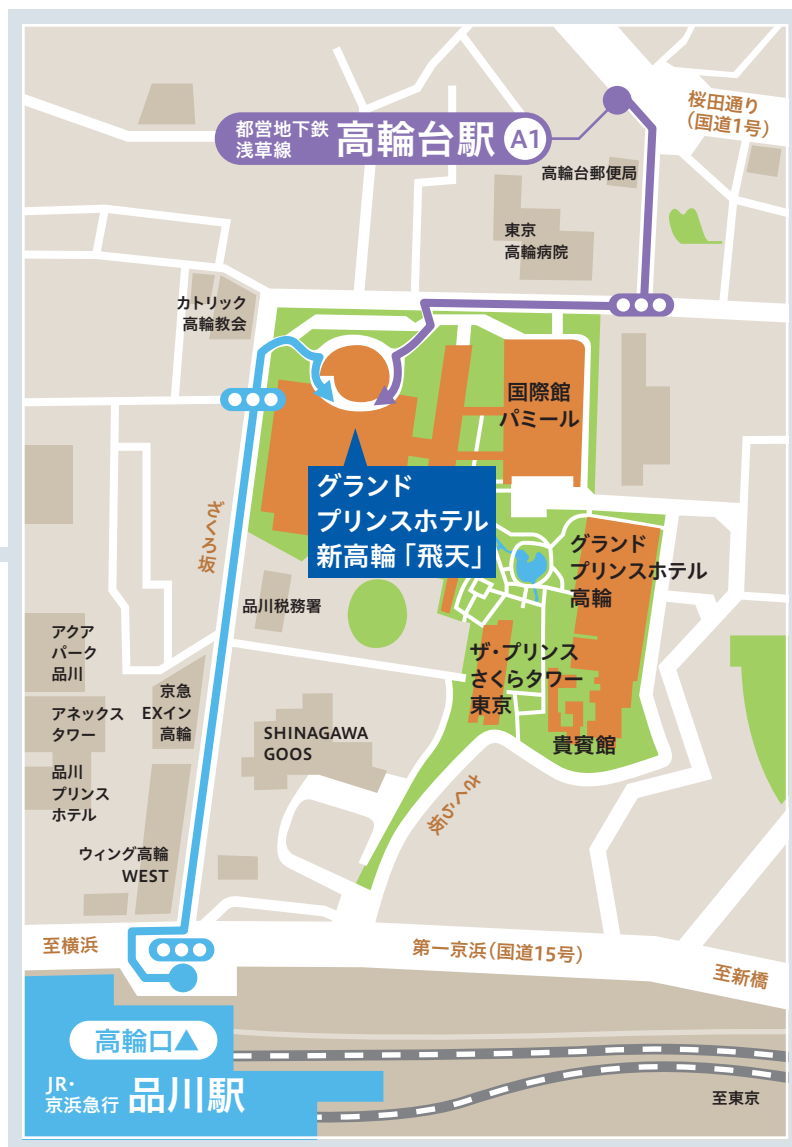 桜田通り
(国道1号)
都営地下鉄
浅草線
高輪台駅 A1
高輪台郵便局
東京
高輪病院
カトリック
高輪教会
国際館
パミール
グランド
プリンスホテル
新高輪「飛天」
ざくろ坂
グランド
プリンスホテル
高輪
品川税務署
アクア
パーク
品川
ザ・プリンス
さくらタワー
東京
京急
EXイン
高輪
アネックス
タワー
SHINAGAWA
GOOS
貴賓館
品川
プリンス
ホテル
さくら坂
ウィング高輪
WEST
至横浜
第一京浜(国道15号)
至新橋
高輪口▲
JR・
京浜急行
品川駅
至東京